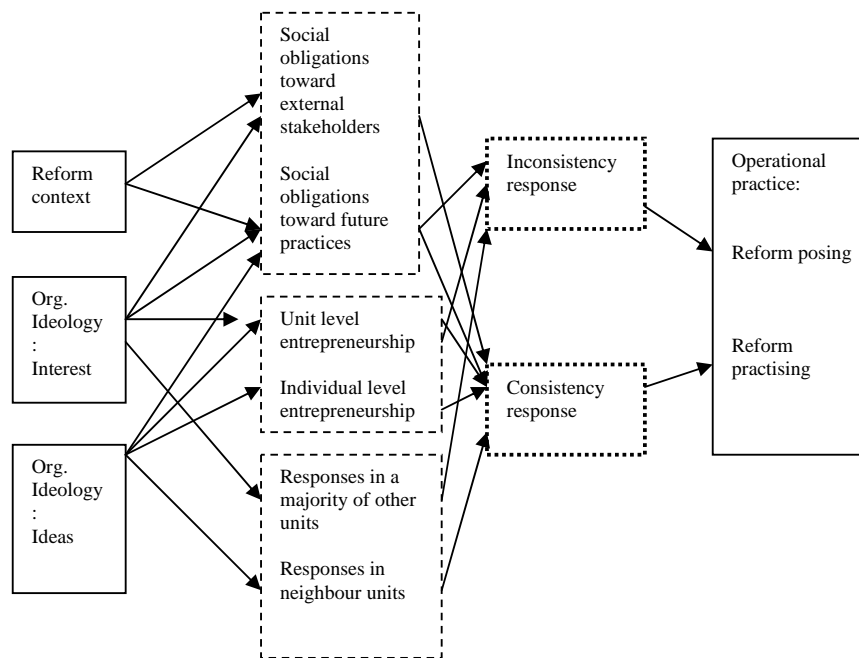 Reform
context
Org.
Ideology
:
Interest
Org.
Ideology
:
Ideas
Social
obligations
toward
external
stakeholders
Social
obligations
toward future
practices
Unit level
entrepreneurship
Individual level
entrepreneurship
Responses in a
majority of other
units
Responses in
neighbour units
Inconsistency
response
Consistency
response
Operational
practice:
Reform posing
Reform
practising